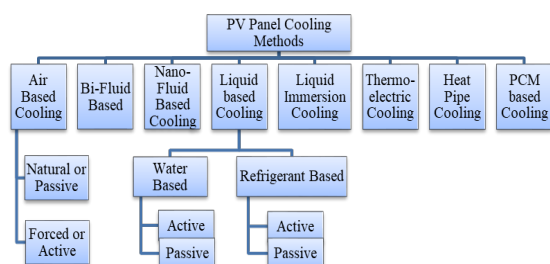 PV Panel Cooling
Methods
Air
Based
Cooling
Bi-Fluid
Based
Nano-
Fluid
Based
Cooling
Liquid
based
Cooling
Liquid
Immersion
Cooling
Thermo-
electric
Cooling
Heat
Pipe
Cooling
PCM
based
Cooling
Natural or
Passive
Forced or
Active
Water
Based
Active
Passive
Refrigerant Based
Active
Passive